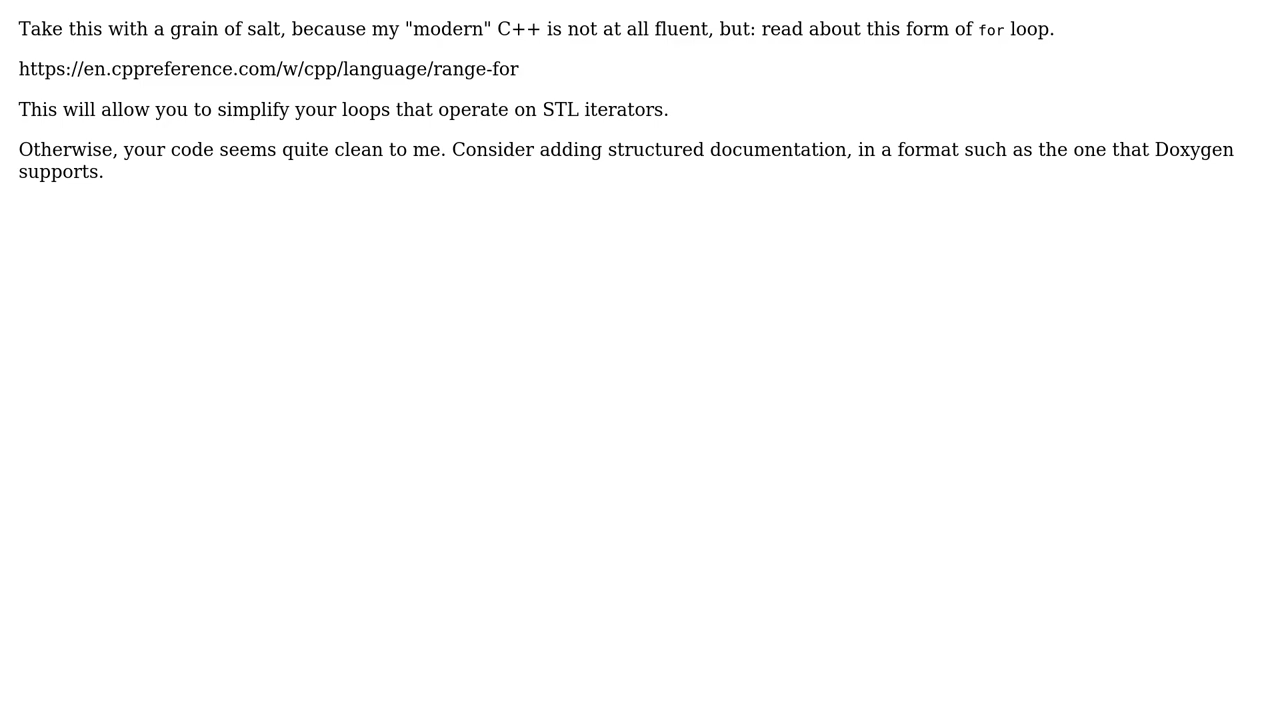 Take this with a grain of salt, because my "modern" C++ is not at all fluent, but: read about this form of for loop.
https://en.cppreference.com/w/cpp/language/range-for
This will allow you to simplify your loops that operate on STL iterators.
Otherwise, your code seems quite clean to me. Consider adding structured documentation, in a format such as the one that Doxygen
supports.